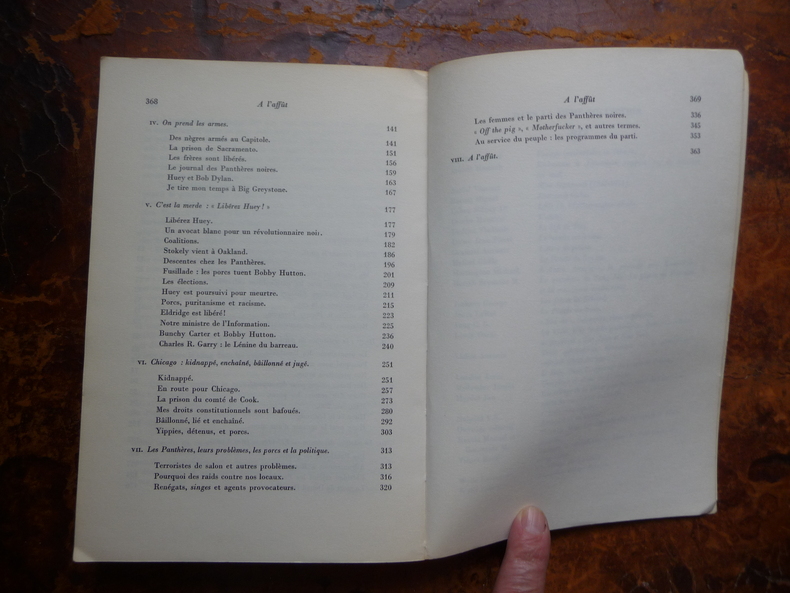 368
A l'affût
IV. On prend les armes. 141
Des nègres armés au Capitole. 141
La prison de Sacramento. 151
Les frères sont libérés. 156
Le journal des Panthères noires. 159
Huey et Bob Dylan. 163
Je tire mon temps à Big Greystone. 167
V. C'est la merde : « Libérez Huey ! » 177
Libérez Huey. 177
Un avocat blanc pour un révolutionnaire noir. 179
Coalitions. 182
Stokely vient à Oakland. 186
Descentes chez les Panthères. 196
Fusillade : les porcs tuent Bobby Hutton. 201
Les élections. 209
Huey est poursuivi pour meurtre. 211
Porcs, puritanisme et racisme. 215
Eldridge est libéré ! 223
Notre ministre de l'Information. 225
Bunchy Carter et Bobby Hutton. 236
Charles R. Garry : le Lénine du barreau. 240
VI. Chicago : kidnappé, enchaîné, bâillonné et jugé. 251
Kidnappé. 251
En route pour Chicago. 257
La prison du comté de Cook. 273
Mes droits constitutionnels sont bafoués. 280
Bâillonné, lié et enchaîné. 292
Yippies, détenus, et porcs. 303
VII. Les Panthères, leurs problèmes, les porcs et la politique. 313
Terroristes de salon et autres problèmes. 313
Pourquoi des raids contre nos locaux. 316
Renégats, singes et agents provocateurs. 320
A l'affût
369
Les femmes et le parti des Panthères noires. 336
« Off the pig », « Motherfucker », et autres termes. 345
Au service du peuple : les programmes du parti. 353
VIII. A l'affût. 363